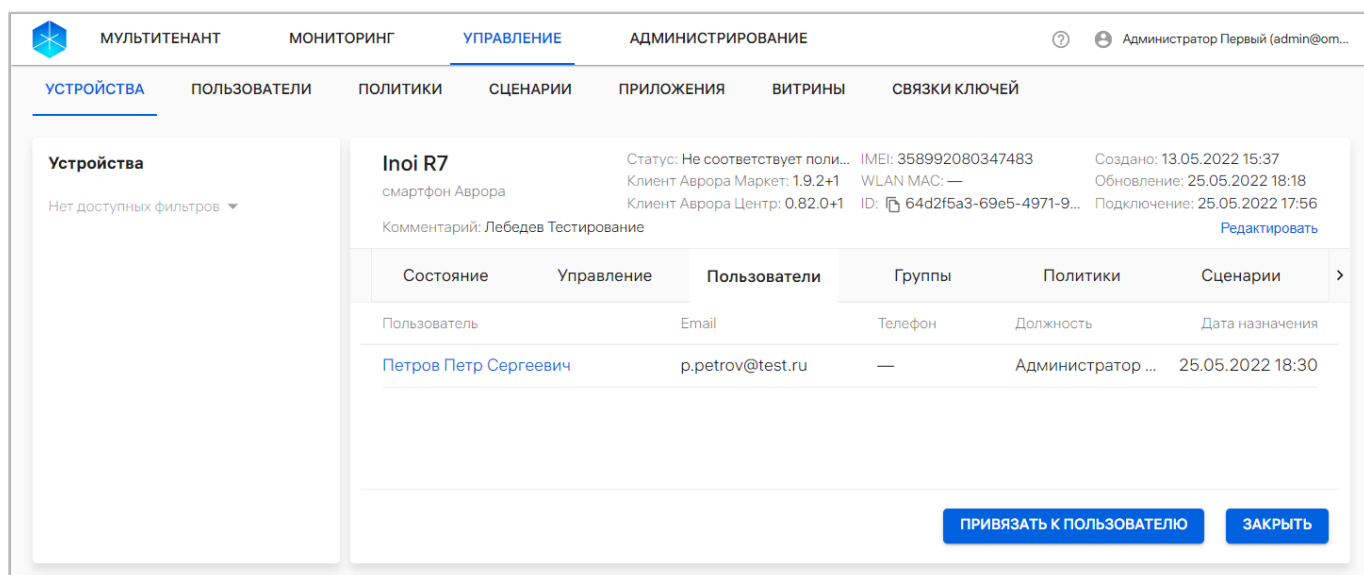 МУЛЬТИТЕНАНТ МОНИТОРИНГ УПРАВЛЕНИЕ АДМИНИСТРИРОВАНИЕ ? Администратор Первый (admin@om...
УСТРОЙСТВА ПОЛЬЗОВАТЕЛИ ПОЛИТИКИ СЦЕНАРИИ ПРИЛОЖЕНИЯ ВИТРИНЫ СВЯЗКИ КЛЮЧЕЙ
Устройства
Нет доступных фильтров
Inoi R7
смартфон Аврора
Статус: Не соответствует поли... IMEI: 358992080347483 Создано: 13.05.2022 15:37
Клиент Аврора Маркет: 1.9.2+1 WLAN MAC: — Обновление: 25.05.2022 18:18
Клиент Аврора Центр: 0.82.0+1 ID: 64d2f5a3-69e5-4971-9... Подключение: 25.05.2022 17:56
Комментарий: Лебедев Тестирование Редактировать
Состояние Управление Пользователи Группы Политики Сценарии
Пользователь Email Телефон Должность Дата назначения
Петров Петр Сергеевич p.petrov@test.ru — Администратор ... 25.05.2022 18:30
ПРИВЯЗАТЬ К ПОЛЬЗОВАТЕЛЮ ЗАКРЫТЬ